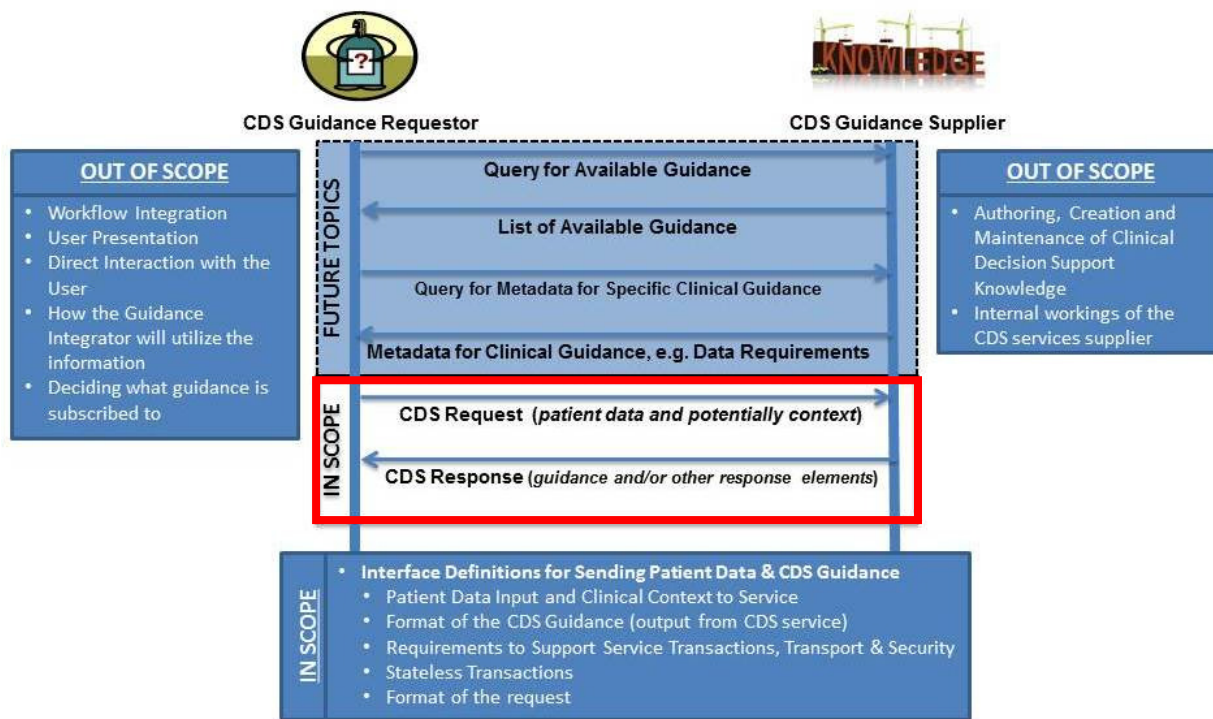 ?
KNOWLEDGE
CDS Guidance Requestor
CDS Guidance Supplier
OUT OF SCOPE
• Workflow Integration
• User Presentation
• Direct Interaction with the
User
• How the Guidance
Integrator will utilize the
information
• Deciding what guidance is
subscribed to
FUTURE TOPICS
Query for Available Guidance
List of Available Guidance
Query for Metadata for Specific Clinical Guidance
Metadata for Clinical Guidance, e.g. Data Requirements
OUT OF SCOPE
• Authoring, Creation and
Maintenance of Clinical
Decision Support
Knowledge
• Internal workings of the
CDS services supplier
IN SCOPE
CDS Request (patient data and potentially context)
CDS Response (guidance and/or other response elements)
IN SCOPE
• Interface Definitions for Sending Patient Data & CDS Guidance
• Patient Data Input and Clinical Context to Service
• Format of the CDS Guidance (output from CDS service)
• Requirements to Support Service Transactions, Transport & Security
• Stateless Transactions
• Format of the request